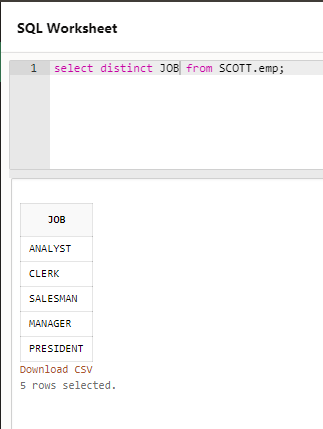 SQL Worksheet
1 select distinct JOB from SCOTT.emp;
JOB
ANALYST
CLERK
SALESMAN
MANAGER
PRESIDENT
Download CSV
5 rows selected.